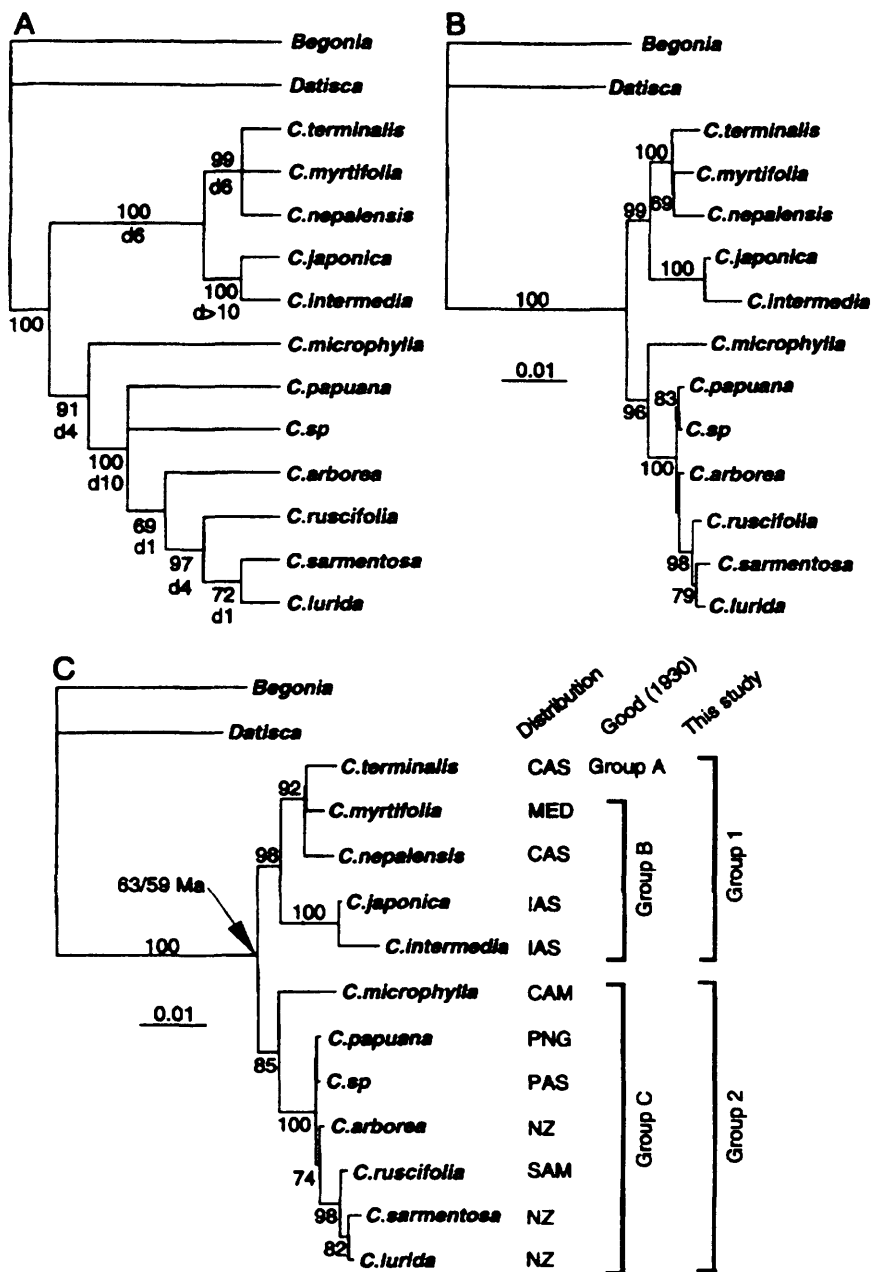 A
Begonia
Datisca
C.terminalis
99
C.myrtifolia
d6
100
C.nepalensis
d6
C.japonica
100
C.intermedia
d>10
100
C.microphylla
C.papuana
91
d4
C.sp
100
C.arborea
d10
C.ruscifolia
69
d1
97
C.sarmentosa
d4
72
C.lurida
d1
B
Begonia
Datisca
C.terminalis
100
C.myrtifolia
69
99
C.nepalensis
C.japonica
100
100
C.intermedia
C.microphylla
0.01
83
C.papuana
96
C.sp
100
C.arborea
C.ruscifolia
98
C.sarmentosa
79
C.lurida
C
Distribution
Good (1930)
This study
Begonia
Datisca
C.terminalis CAS Group A
92
C.myrtifolia MED
98
C.nepalensis CAS
Group B
Group 1
63/59 Ma
C.japonica IAS
100
100
C.intermedia IAS
C.microphylla CAM
0.01
C.papuana PNG
85
C.sp PAS
100
C.arborea NZ
Group C
Group 2
74
C.ruscifolia SAM
98
C.sarmentosa NZ
82
C.lurida NZ